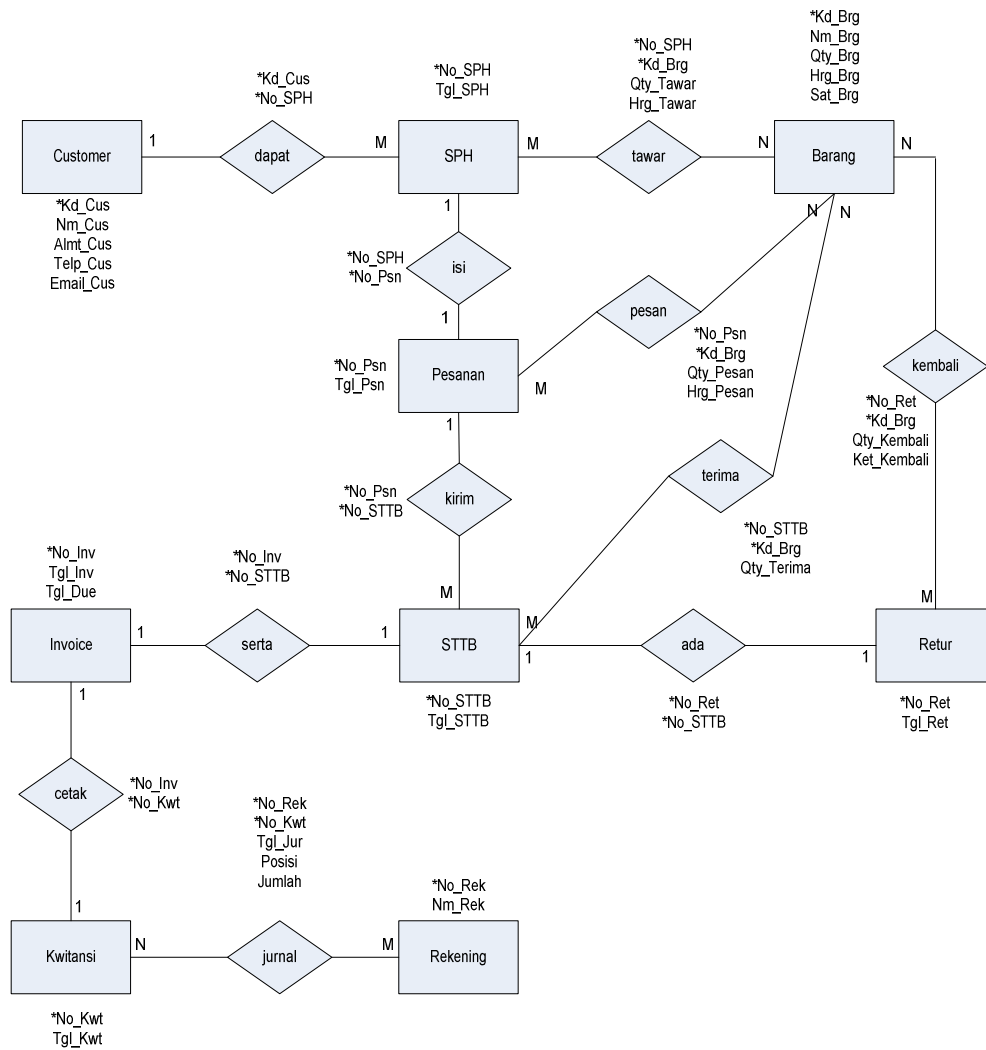 *Kd_Brg
Nm_Brg
Qty_Brg
Hrg_Brg
Sat_Brg
*No_SPH
*Kd_Brg
Qty_Tawar
Hrg_Tawar
*No_SPH
Tgl_SPH
*Kd_Cus
*No_SPH
Customer
1
dapat
M
SPH
M
tawar
N
Barang
N
*Kd_Cus
Nm_Cus
Almt_Cus
Telp_Cus
Email_Cus
1
N
N
*No_SPH
*No_Psn
isi
1
pesan
*No_Psn
*Kd_Brg
Qty_Pesan
Hrg_Pesan
*No_Psn
Tgl_Psn
Pesanan
M
1
kembali
*No_Ret
*Kd_Brg
Qty_Kembali
Ket_Kembali
terima
*No_STTB
*Kd_Brg
Qty_Terima
*No_Psn
*No_STTB
kirim
M
*No_Inv
Tgl_Inv
Tgl_Due
*No_Inv
*No_STTB
M
M
Invoice
1
serta
1
STTB
1
ada
1
Retur
*No_STTB
Tgl_STTB
*No_Ret
*No_STTB
*No_Ret
Tgl_Ret
1
cetak
*No_Inv
*No_Kwt
1
*No_Rek
*No_Kwt
Tgl_Jur
Posisi
Jumlah
*No_Rek
Nm_Rek
Kwitansi
N
jurnal
M
Rekening
*No_Kwt
Tgl_Kwt